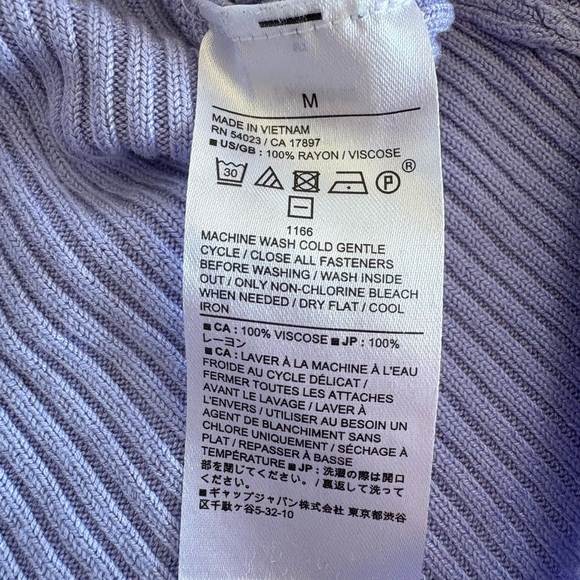 M
MADE IN VIETNAM
RN 54023 / CA 17897
■ US/GB : 100% RAYON / VISCOSE
30 P ®
1166
MACHINE WASH COLD GENTLE
CYCLE / CLOSE ALL FASTENERS
BEFORE WASHING / WASH INSIDE
OUT / ONLY NON-CHLORINE BLEACH
WHEN NEEDED / DRY FLAT / COOL
IRON
■ CA : 100% VISCOSE ■ JP : 100%
レーヨン
■ CA : LAVER À LA MACHINE À L'EAU
FROIDE AU CYCLE DÉLICAT /
FERMER TOUTES LES ATTACHES
AVANT LE LAVAGE / LAVER À
L'ENVERS / UTILISER AU BESOIN UN
AGENT DE BLANCHIMENT SANS
CHLORE UNIQUEMENT / SÉCHAGE À
PLAT / REPASSER À BASSE
TEMPÉRATURE ■ JP : 洗濯の際は開口
部を閉じてください。/ 裏返して洗って
ください。
■ ギャップジャパン株式会社 東京都渋谷
区千駄ヶ谷5-32-10